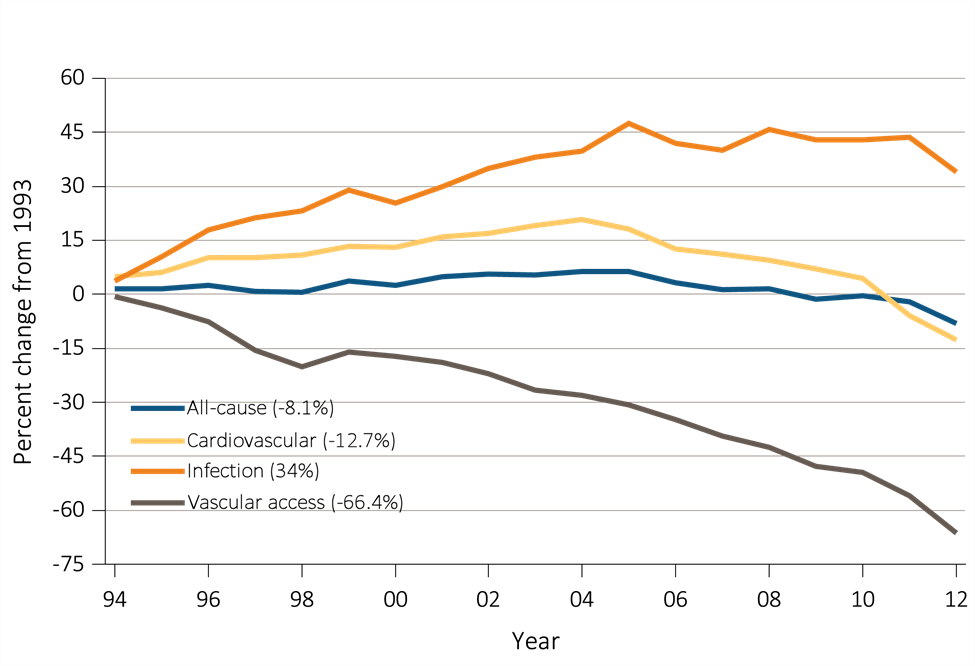 60
45
30
15
0
-15
-30
-45
-60
-75
Percent change from 1993
All-cause (-8.1%)
Cardiovascular (-12.7%)
Infection (34%)
Vascular access (-66.4%)
94 96 98 00 02 04 06 08 10 12
Year